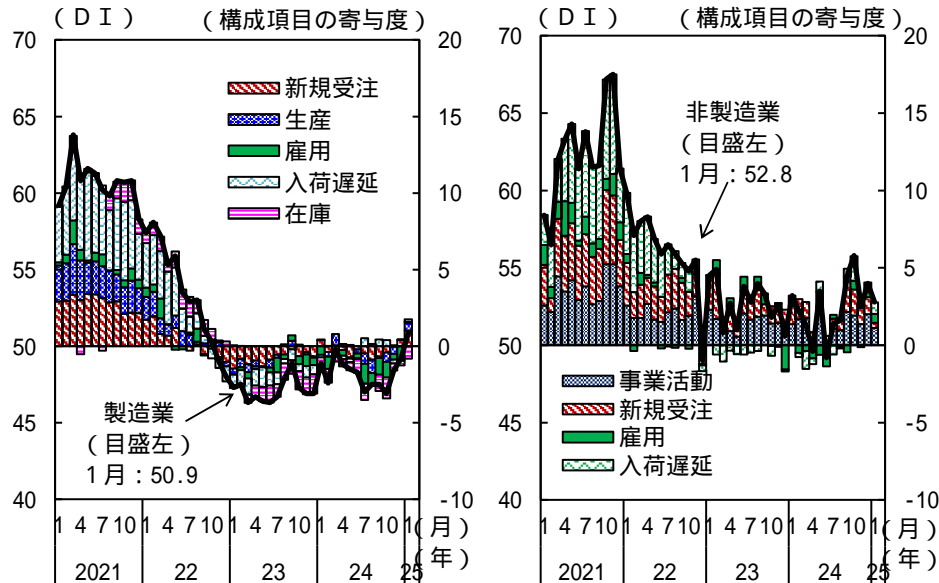 (ＤＩ) (構成項目の寄与度)
70 20
65 15
60 10
55 5
50 0
45 -5
40 -10
新規受注
生産
雇用
入荷遅延
在庫
製造業
(目盛左)
1月：50.9
1 4 7 10 1 4 7 10 1 4 7 10 1 4 7 10 1 (月)
2021 22 23 24 25 (年)
(ＤＩ) (構成項目の寄与度)
70 20
65 15
60 10
55 5
50 0
45 -5
40 -10
非製造業
(目盛左)
1月：52.8
事業活動
新規受注
雇用
入荷遅延
1 4 7 10 1 4 7 10 1 4 7 10 1 4 7 10 1 (月)
2021 22 23 24 25 (年)